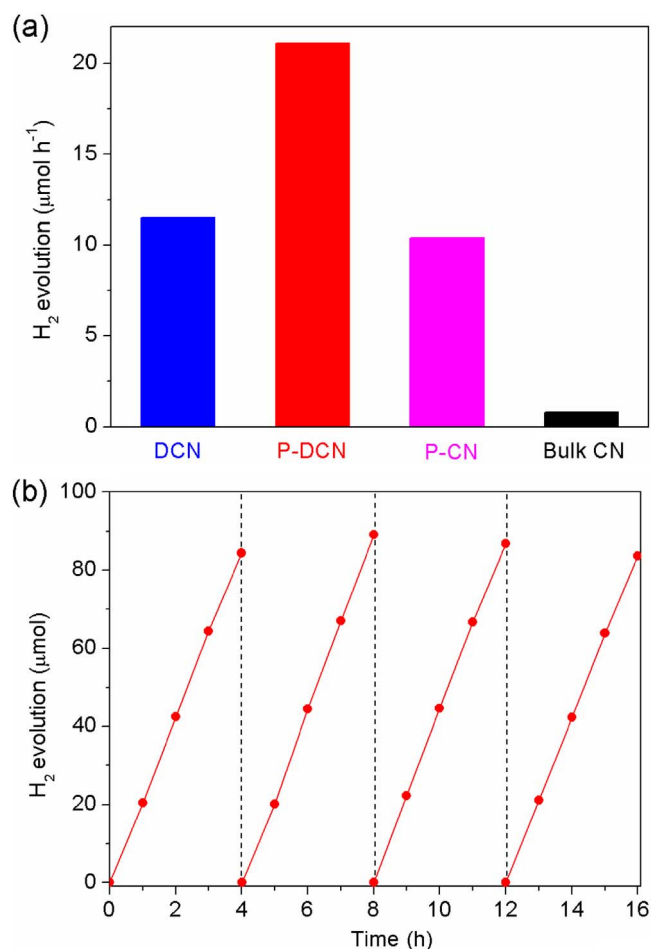 (a)
H₂ evolution (μmol h⁻¹)
20
15
10
5
0
DCN P-DCN P-CN Bulk CN
(b)
H₂ evolution (μmol)
100
80
60
40
20
0
0 2 4 6 8 10 12 14 16
Time (h)